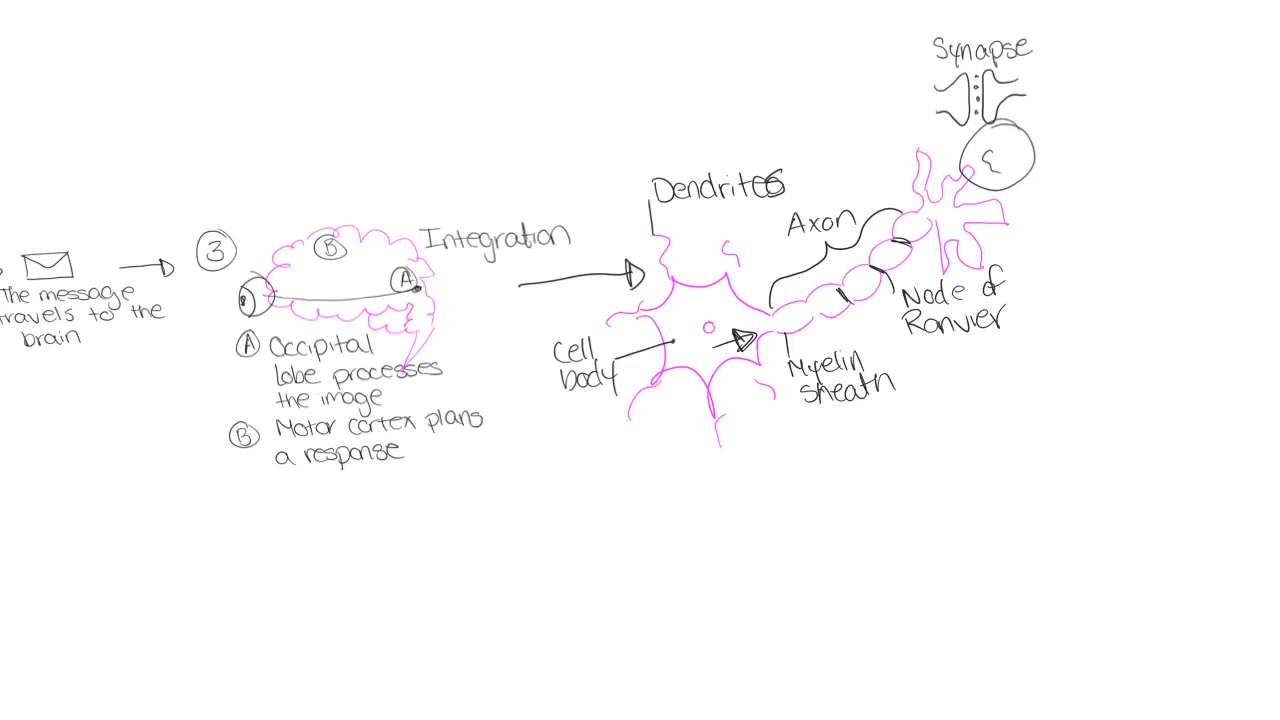 The message
travels to the
brain
3
B
A
Integration
A Occipital
lobe processes
the image
B Motor cortex plans
a response
Dendrites
Cell
body
Axon
Myelin
sheath
Node of
Ranvier
Synapse